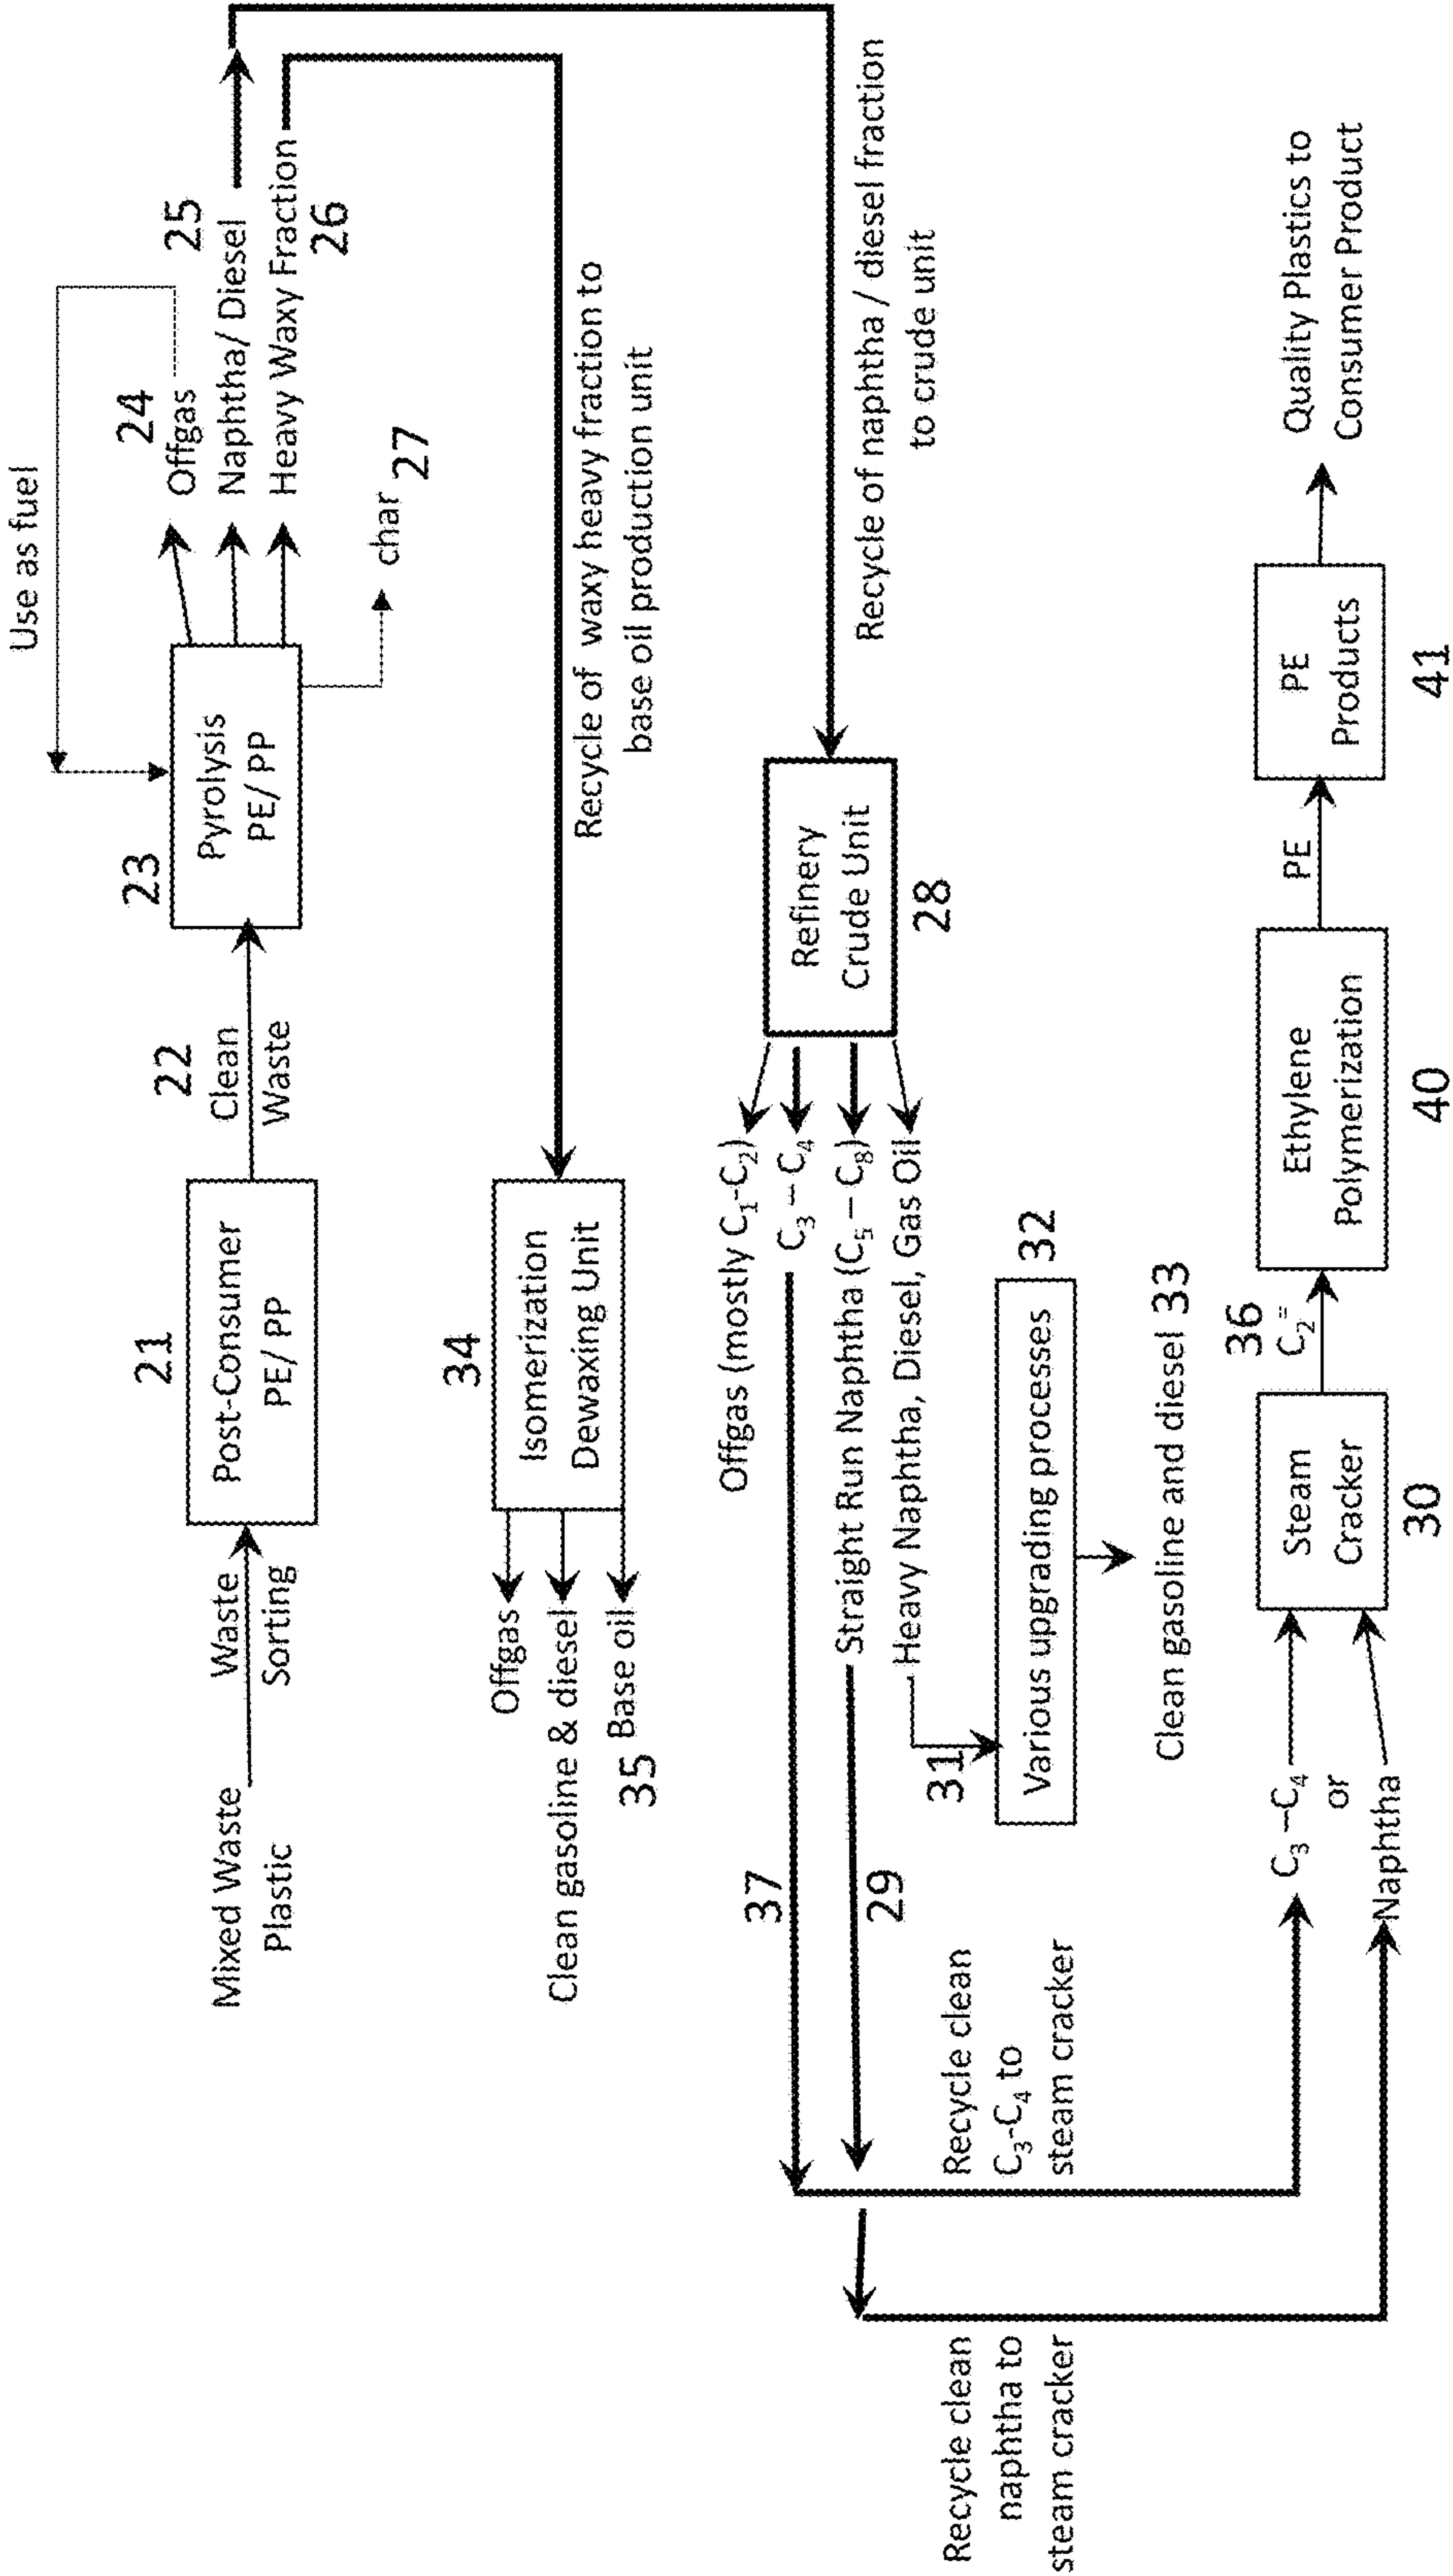 Mixed Waste
Plastic
Waste
Sorting
21
Post-Consumer
PE/ PP
22
Clean
Waste
23
Pyrolysis
PE/ PP
Use as fuel
24
Offgas
25
Naphtha/ Diesel
Heavy Waxy Fraction
26
char
27
34
Isomerization
Dewaxing Unit
Offgas
Clean gasoline & diesel
35 Base oil
Recycle of waxy heavy fraction to
base oil production unit
Offgas (mostly C₁-C₂)
C₃ – C₄
Straight Run Naphtha (C₅ – C₈)
Heavy Naphtha, Diesel, Gas Oil
Refinery
Crude Unit
28
Recycle of naphtha / diesel fraction
to crude unit
37
29
31
Various upgrading processes
32
Clean gasoline and diesel 33
Recycle clean
naphtha to
steam cracker
Recycle clean
C₃-C₄ to
steam cracker
C₃ –C₄
or
Naphtha
Steam
Cracker
30
36
C₂⁼
Ethylene
Polymerization
40
PE
PE
Products
41
Quality Plastics to
Consumer Product